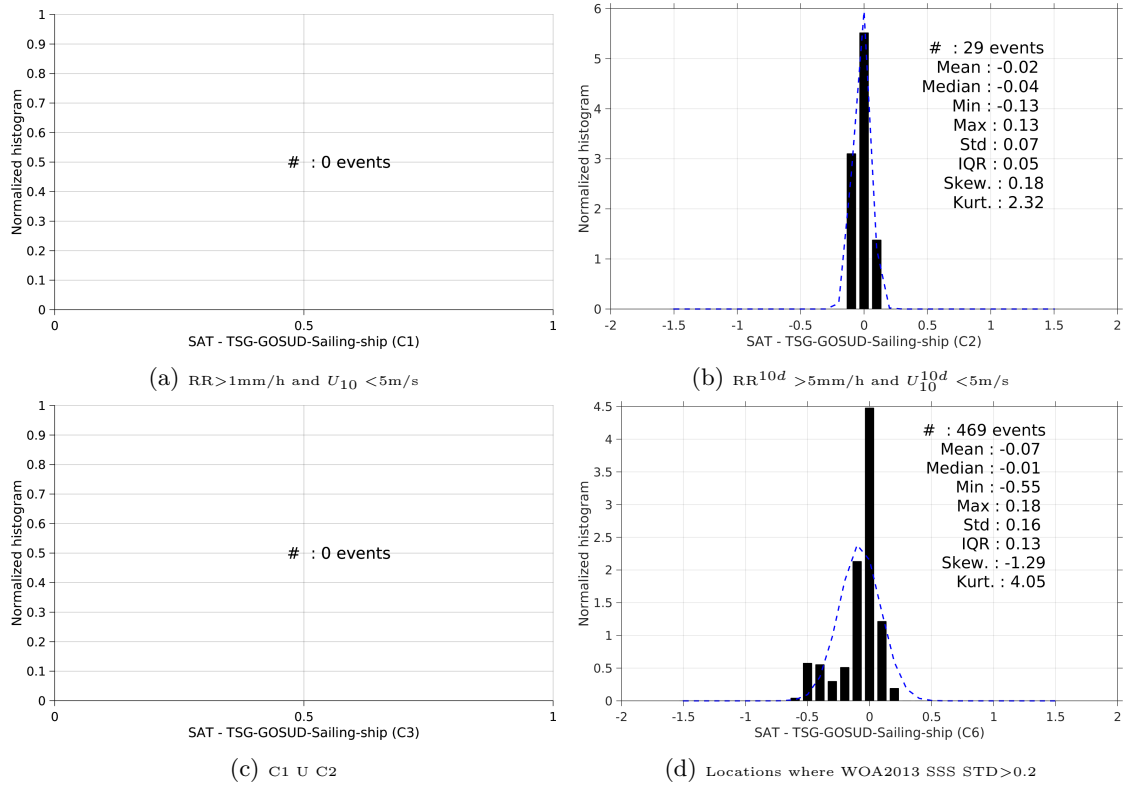 1
0.9
0.8
0.7
0.6
0.5
0.4
0.3
0.2
0.1
0
Normalized histogram
# : 0 events
0 0.5 1
SAT - TSG-GOSUD-Sailing-ship (C1)
(a) RR>1mm/h and U10 <5m/s
6
5
4
3
2
1
0
Normalized histogram
# : 29 events
Mean : -0.02
Median : -0.04
Min : -0.13
Max : 0.13
Std : 0.07
IQR : 0.05
Skew. : 0.18
Kurt. : 2.32
-2 -1.5 -1 -0.5 0 0.5 1 1.5 2
SAT - TSG-GOSUD-Sailing-ship (C2)
(b) RR^10d >5mm/h and U_10^10d <5m/s
1
0.9
0.8
0.7
0.6
0.5
0.4
0.3
0.2
0.1
0
Normalized histogram
# : 0 events
0 0.5 1
SAT - TSG-GOSUD-Sailing-ship (C3)
(c) C1 U C2
4.5
4
3.5
3
2.5
2
1.5
1
0.5
0
Normalized histogram
# : 469 events
Mean : -0.07
Median : -0.01
Min : -0.55
Max : 0.18
Std : 0.16
IQR : 0.13
Skew. : -1.29
Kurt. : 4.05
-2 -1.5 -1 -0.5 0 0.5 1 1.5 2
SAT - TSG-GOSUD-Sailing-ship (C6)
(d) Locations where WOA2013 SSS STD>0.2